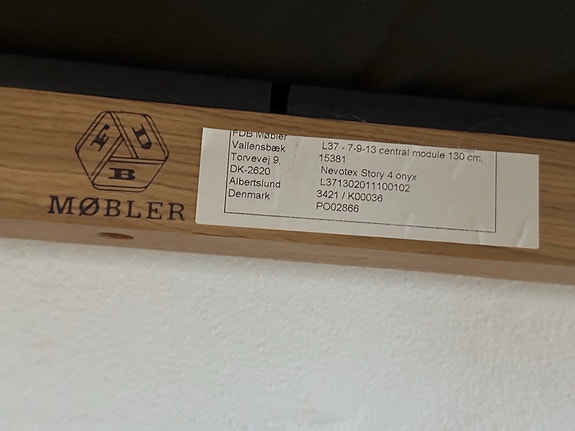 F D B
MØBLER
FDB Møbler
Vallensbæk
Torvevej 9,
DK-2620
Albertslund
Denmark
L37 - 7-9-13 central module 130 cm,
15381
Nevotex Story 4 onyx
L371302011100102
3421 / K00036
PO02866